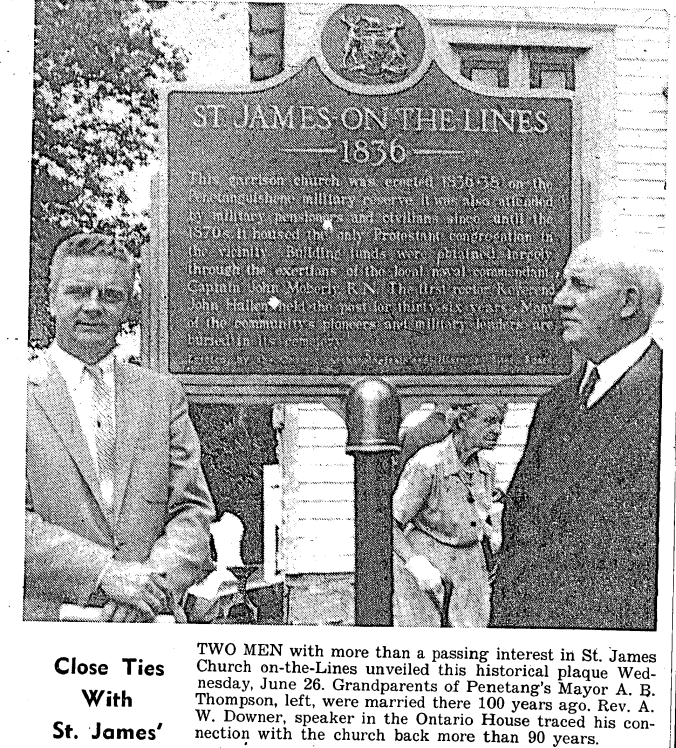 ST. JAMES-ON-THE-LINES
1836
This garrison church was erected 1836-38 on the
Penetanguishene military reserve. It was also attended
by military pensioners and civilians since, until the
1870's it housed the only Protestant congregation in
the vicinity. Building funds were obtained largely
through the exertions of the local naval commandant,
Captain John Moberly, R.N. The first rector Reverend
John Hallen held the post for thirty-six years. Many
of the community's pioneers and military leaders are
buried in its cemetery.
Close Ties
With
St. James'
TWO MEN with more than a passing interest in St. James
Church on-the-Lines unveiled this historical plaque Wed-
nesday, June 26. Grandparents of Penetang's Mayor A. B.
Thompson, left, were married there 100 years ago. Rev. A.
W. Downer, speaker in the Ontario House traced his con-
nection with the church back more than 90 years.